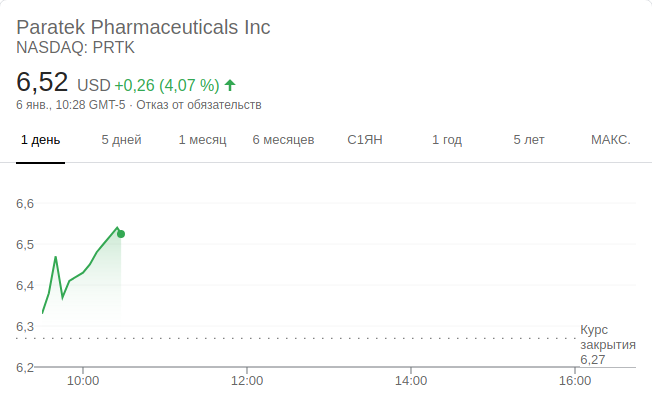 Paratek Pharmaceuticals Inc
NASDAQ: PRTK
6,52 USD +0,26 (4,07 %)
6 янв., 10:28 GMT-5 · Отказ от обязательств
1 день 5 дней 1 месяц 6 месяцев С1ЯН 1 год 5 лет МАКС.
6,6
6,5
6,4
6,3
Курс
закрытия
6,27
6,2
10:00 12:00 14:00 16:00